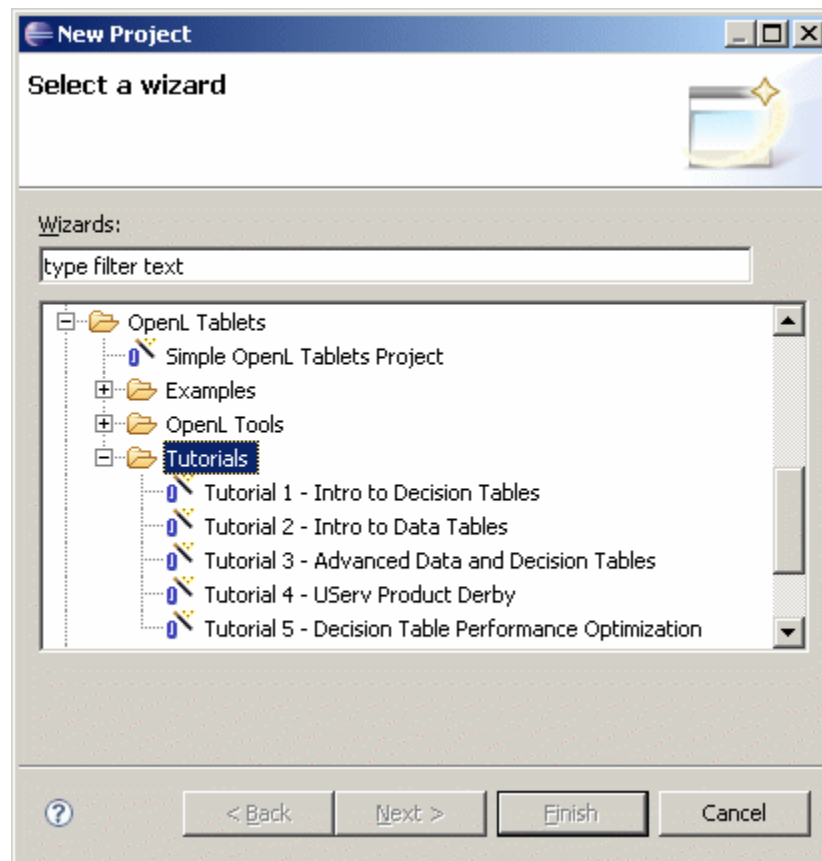 New Project
Select a wizard
Wizards:
type filter text
OpenL Tablets
Simple OpenL Tablets Project
Examples
OpenL Tools
Tutorials
Tutorial 1 - Intro to Decision Tables
Tutorial 2 - Intro to Data Tables
Tutorial 3 - Advanced Data and Decision Tables
Tutorial 4 - UServ Product Derby
Tutorial 5 - Decision Table Performance Optimization
? < Back Next > Finish Cancel